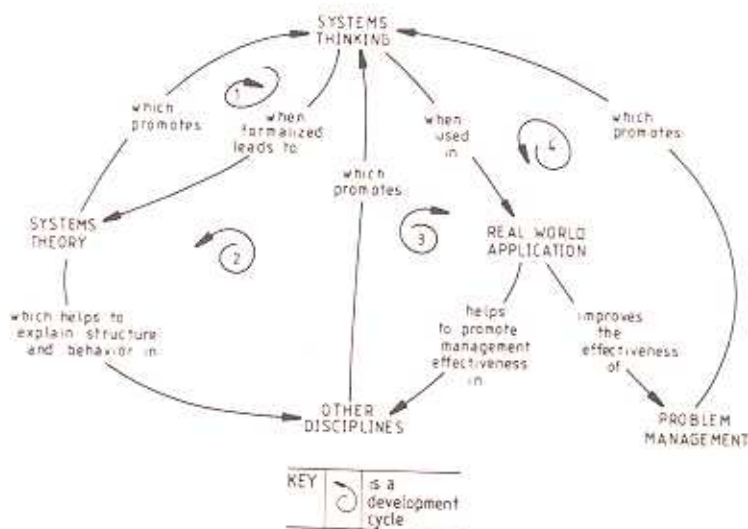 SYSTEMS
THINKING
1
which
promotes
when
formalized
leads to
when
used
in
4
which
promotes
which
promotes
SYSTEMS
THEORY
2
3
REAL WORLD
APPLICATION
which helps to
explain structure
and behavior in
helps
to promote
management
effectiveness
in
improves
the
effectiveness
of
OTHER
DISCIPLINES
PROBLEM
MANAGEMENT
KEY
is a
development
cycle